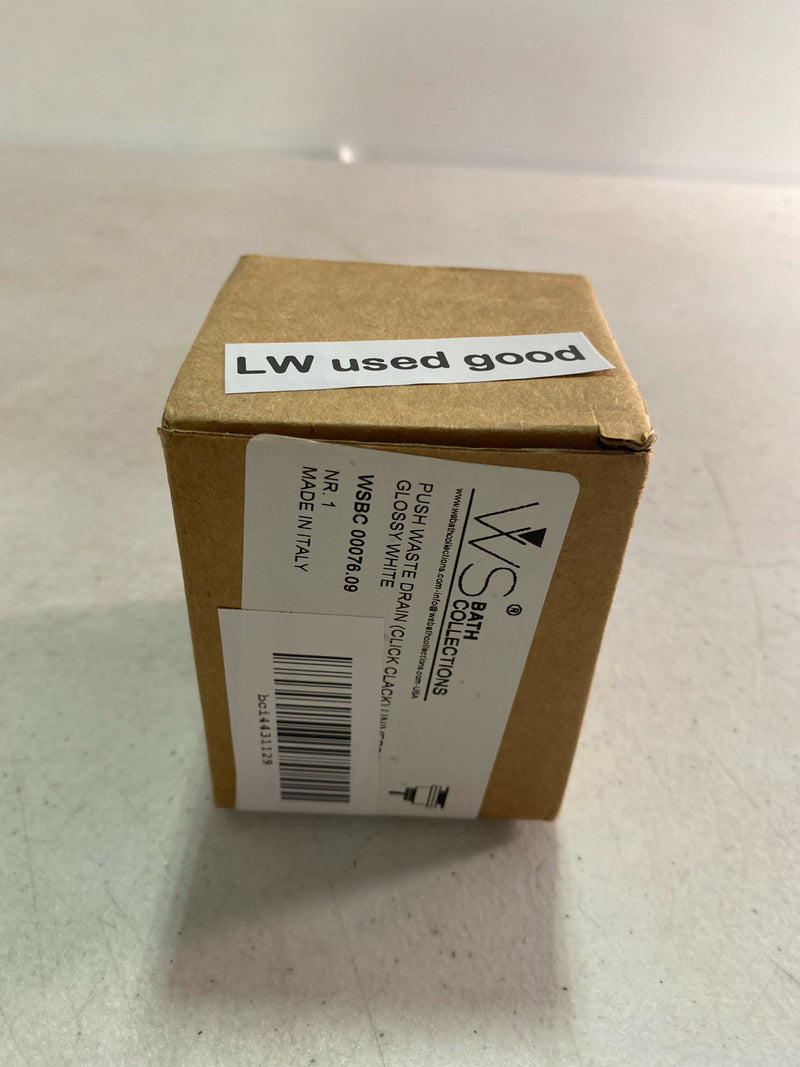 LW used good
WS®
BATH
COLLECTIONS
www.wsbathcollections.com-info@wsbathcollections.com-USA
PUSH WASTE DRAIN (CLICK CLACK)
GLOSSY WHITE
WSBC 00076.09
NR. 1
MADE IN ITALY
bci4431129